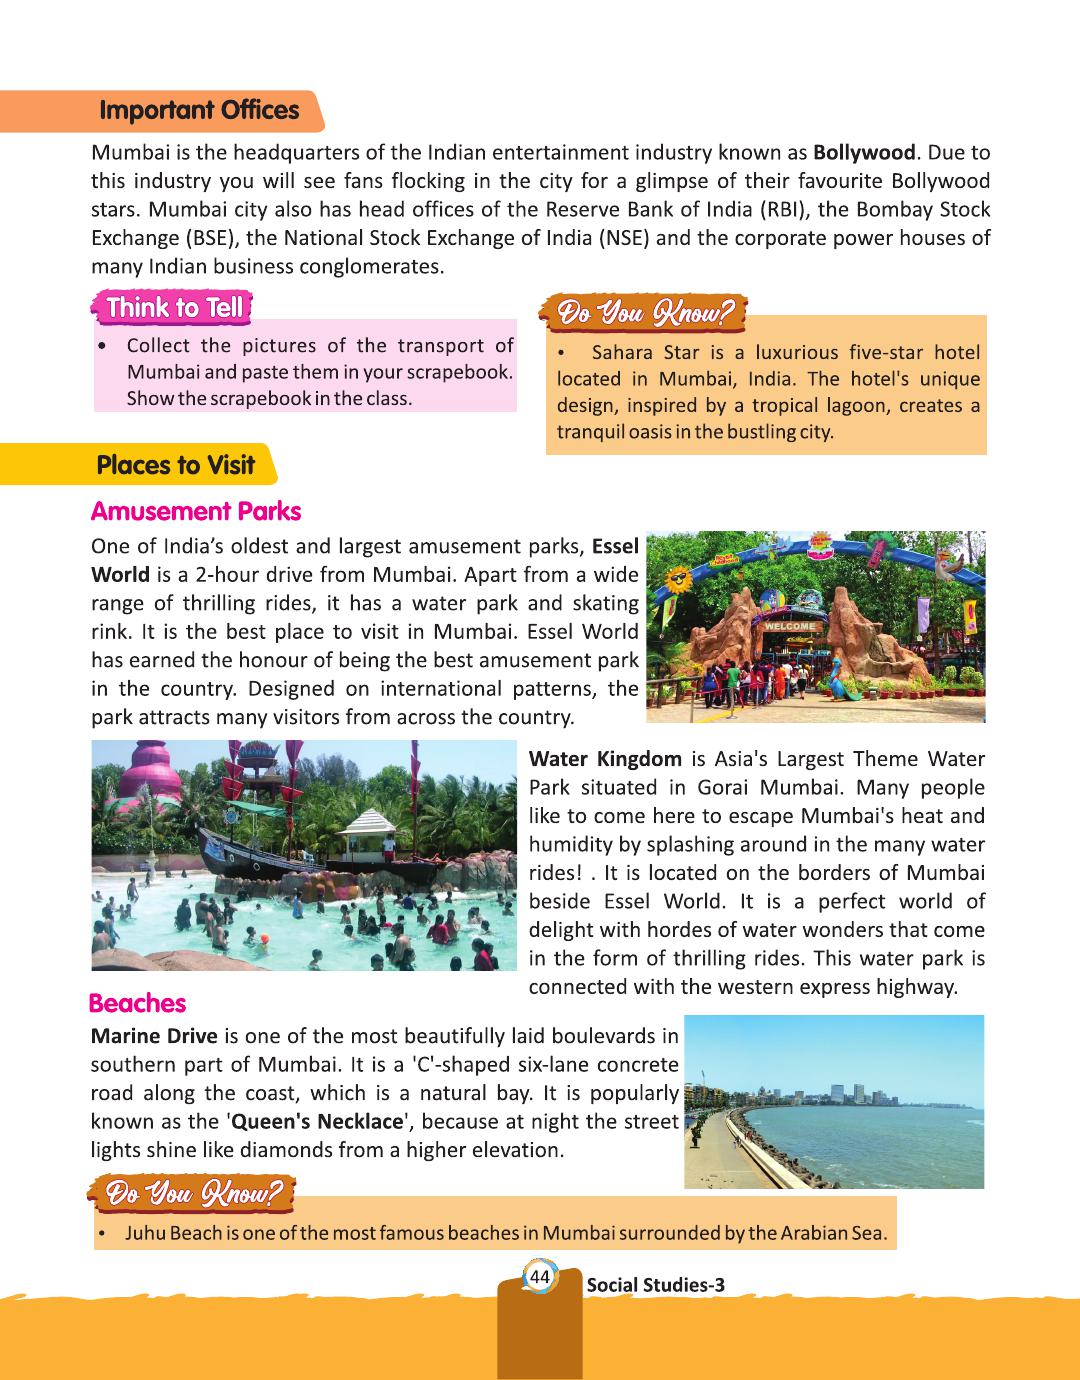 Important Offices
Mumbai is the headquarters of the Indian entertainment industry known as Bollywood. Due to
this industry you will see fans flocking in the city for a glimpse of their favourite Bollywood
stars. Mumbai city also has head offices of the Reserve Bank of India (RBI), the Bombay Stock
Exchange (BSE), the National Stock Exchange of India (NSE) and the corporate power houses of
many Indian business conglomerates.
Think to Tell
• Collect the pictures of the transport of
Mumbai and paste them in your scrapebook.
Show the scrapebook in the class.
Do You Know?
• Sahara Star is a luxurious five-star hotel
located in Mumbai, India. The hotel's unique
design, inspired by a tropical lagoon, creates a
tranquil oasis in the bustling city.
Places to Visit
Amusement Parks
One of India’s oldest and largest amusement parks, Essel
World is a 2-hour drive from Mumbai. Apart from a wide
range of thrilling rides, it has a water park and skating
rink. It is the best place to visit in Mumbai. Essel World
has earned the honour of being the best amusement park
in the country. Designed on international patterns, the
park attracts many visitors from across the country.
WELCOME
Water Kingdom is Asia's Largest Theme Water
Park situated in Gorai Mumbai. Many people
like to come here to escape Mumbai's heat and
humidity by splashing around in the many water
rides! . It is located on the borders of Mumbai
beside Essel World. It is a perfect world of
delight with hordes of water wonders that come
in the form of thrilling rides. This water park is
connected with the western express highway.
Beaches
Marine Drive is one of the most beautifully laid boulevards in
southern part of Mumbai. It is a 'C'-shaped six-lane concrete
road along the coast, which is a natural bay. It is popularly
known as the 'Queen's Necklace', because at night the street
lights shine like diamonds from a higher elevation.
Do You Know?
• Juhu Beach is one of the most famous beaches in Mumbai surrounded by the Arabian Sea.
44
Social Studies-3